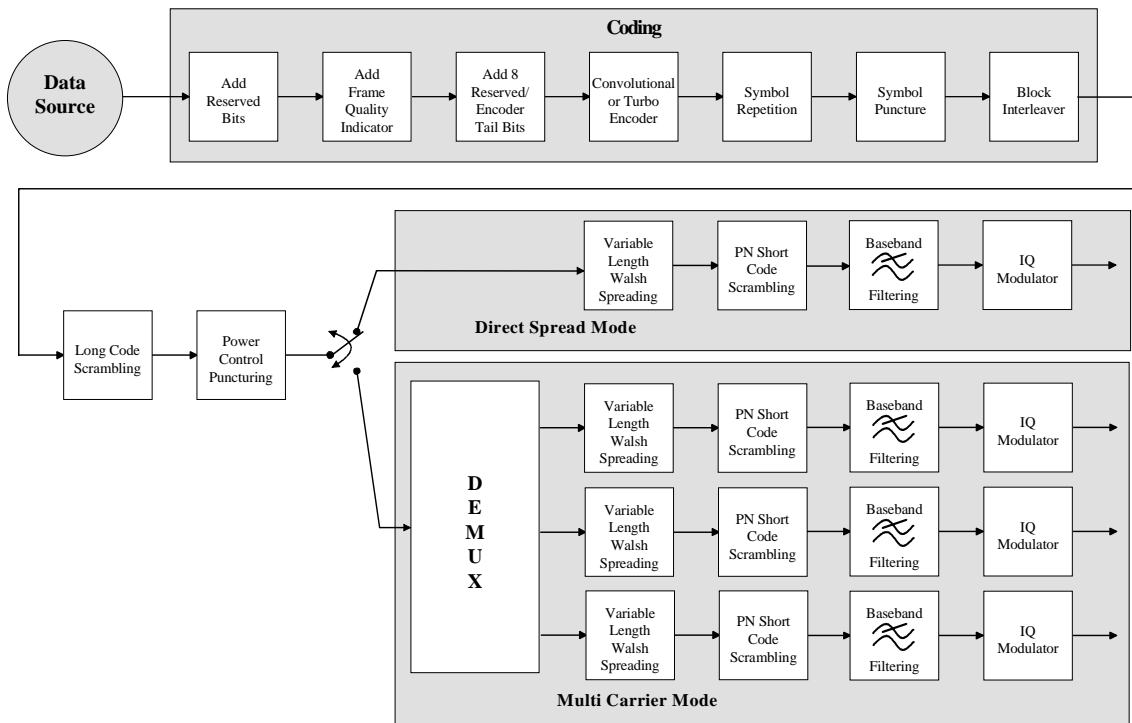 Coding
Data
Source
Add
Reserved
Bits
Add
Frame
Quality
Indicator
Add 8
Reserved/
Encoder
Tail Bits
Convolutional
or Turbo
Encoder
Symbol
Repetition
Symbol
Puncture
Block
Interleaver
Long Code
Scrambling
Power
Control
Puncturing
Variable
Length
Walsh
Spreading
PN Short
Code
Scrambling
Baseband
Filtering
IQ
Modulator
Direct Spread Mode
D
E
M
U
X
Variable
Length
Walsh
Spreading
PN Short
Code
Scrambling
Baseband
Filtering
IQ
Modulator
Variable
Length
Walsh
Spreading
PN Short
Code
Scrambling
Baseband
Filtering
IQ
Modulator
Variable
Length
Walsh
Spreading
PN Short
Code
Scrambling
Baseband
Filtering
IQ
Modulator
Multi Carrier Mode